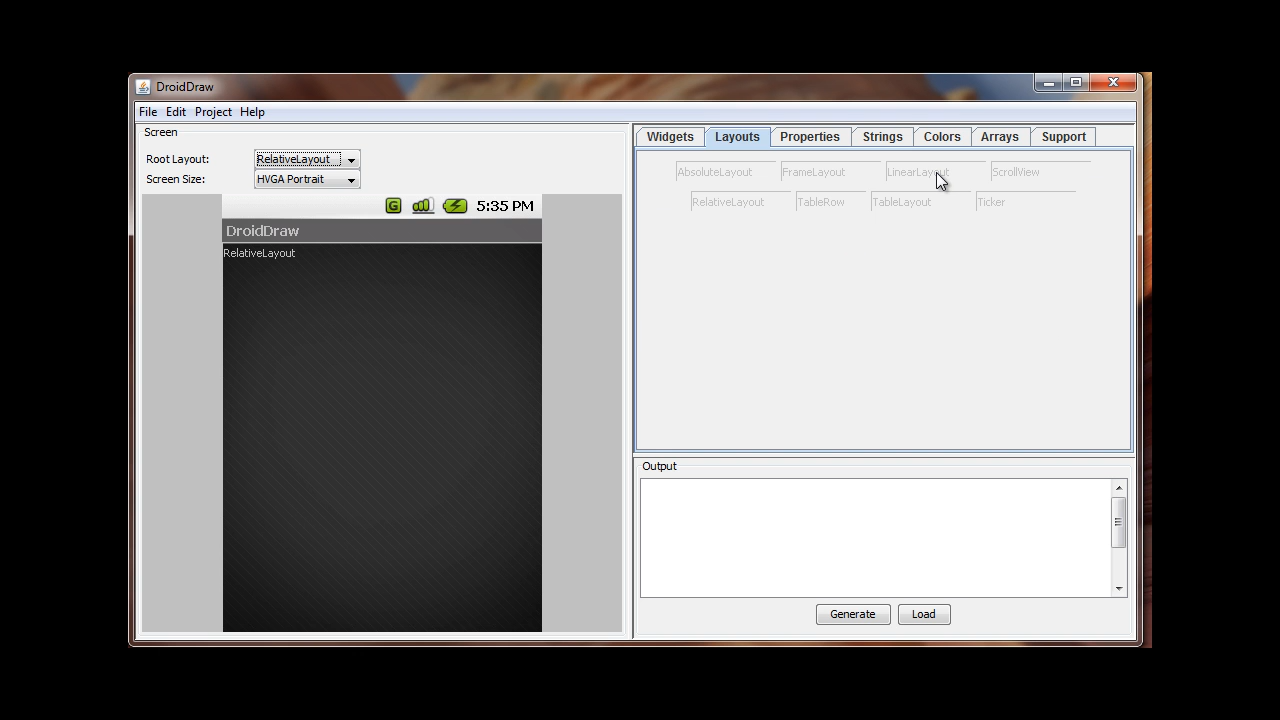 DroidDraw
File Edit Project Help
Screen
Root Layout: RelativeLayout
Screen Size: HVGA Portrait
G 5:35 PM
DroidDraw
RelativeLayout
Widgets Layouts Properties Strings Colors Arrays Support
AbsoluteLayout FrameLayout LinearLayout ScrollView
RelativeLayout TableRow TableLayout Ticker
Output
Generate Load